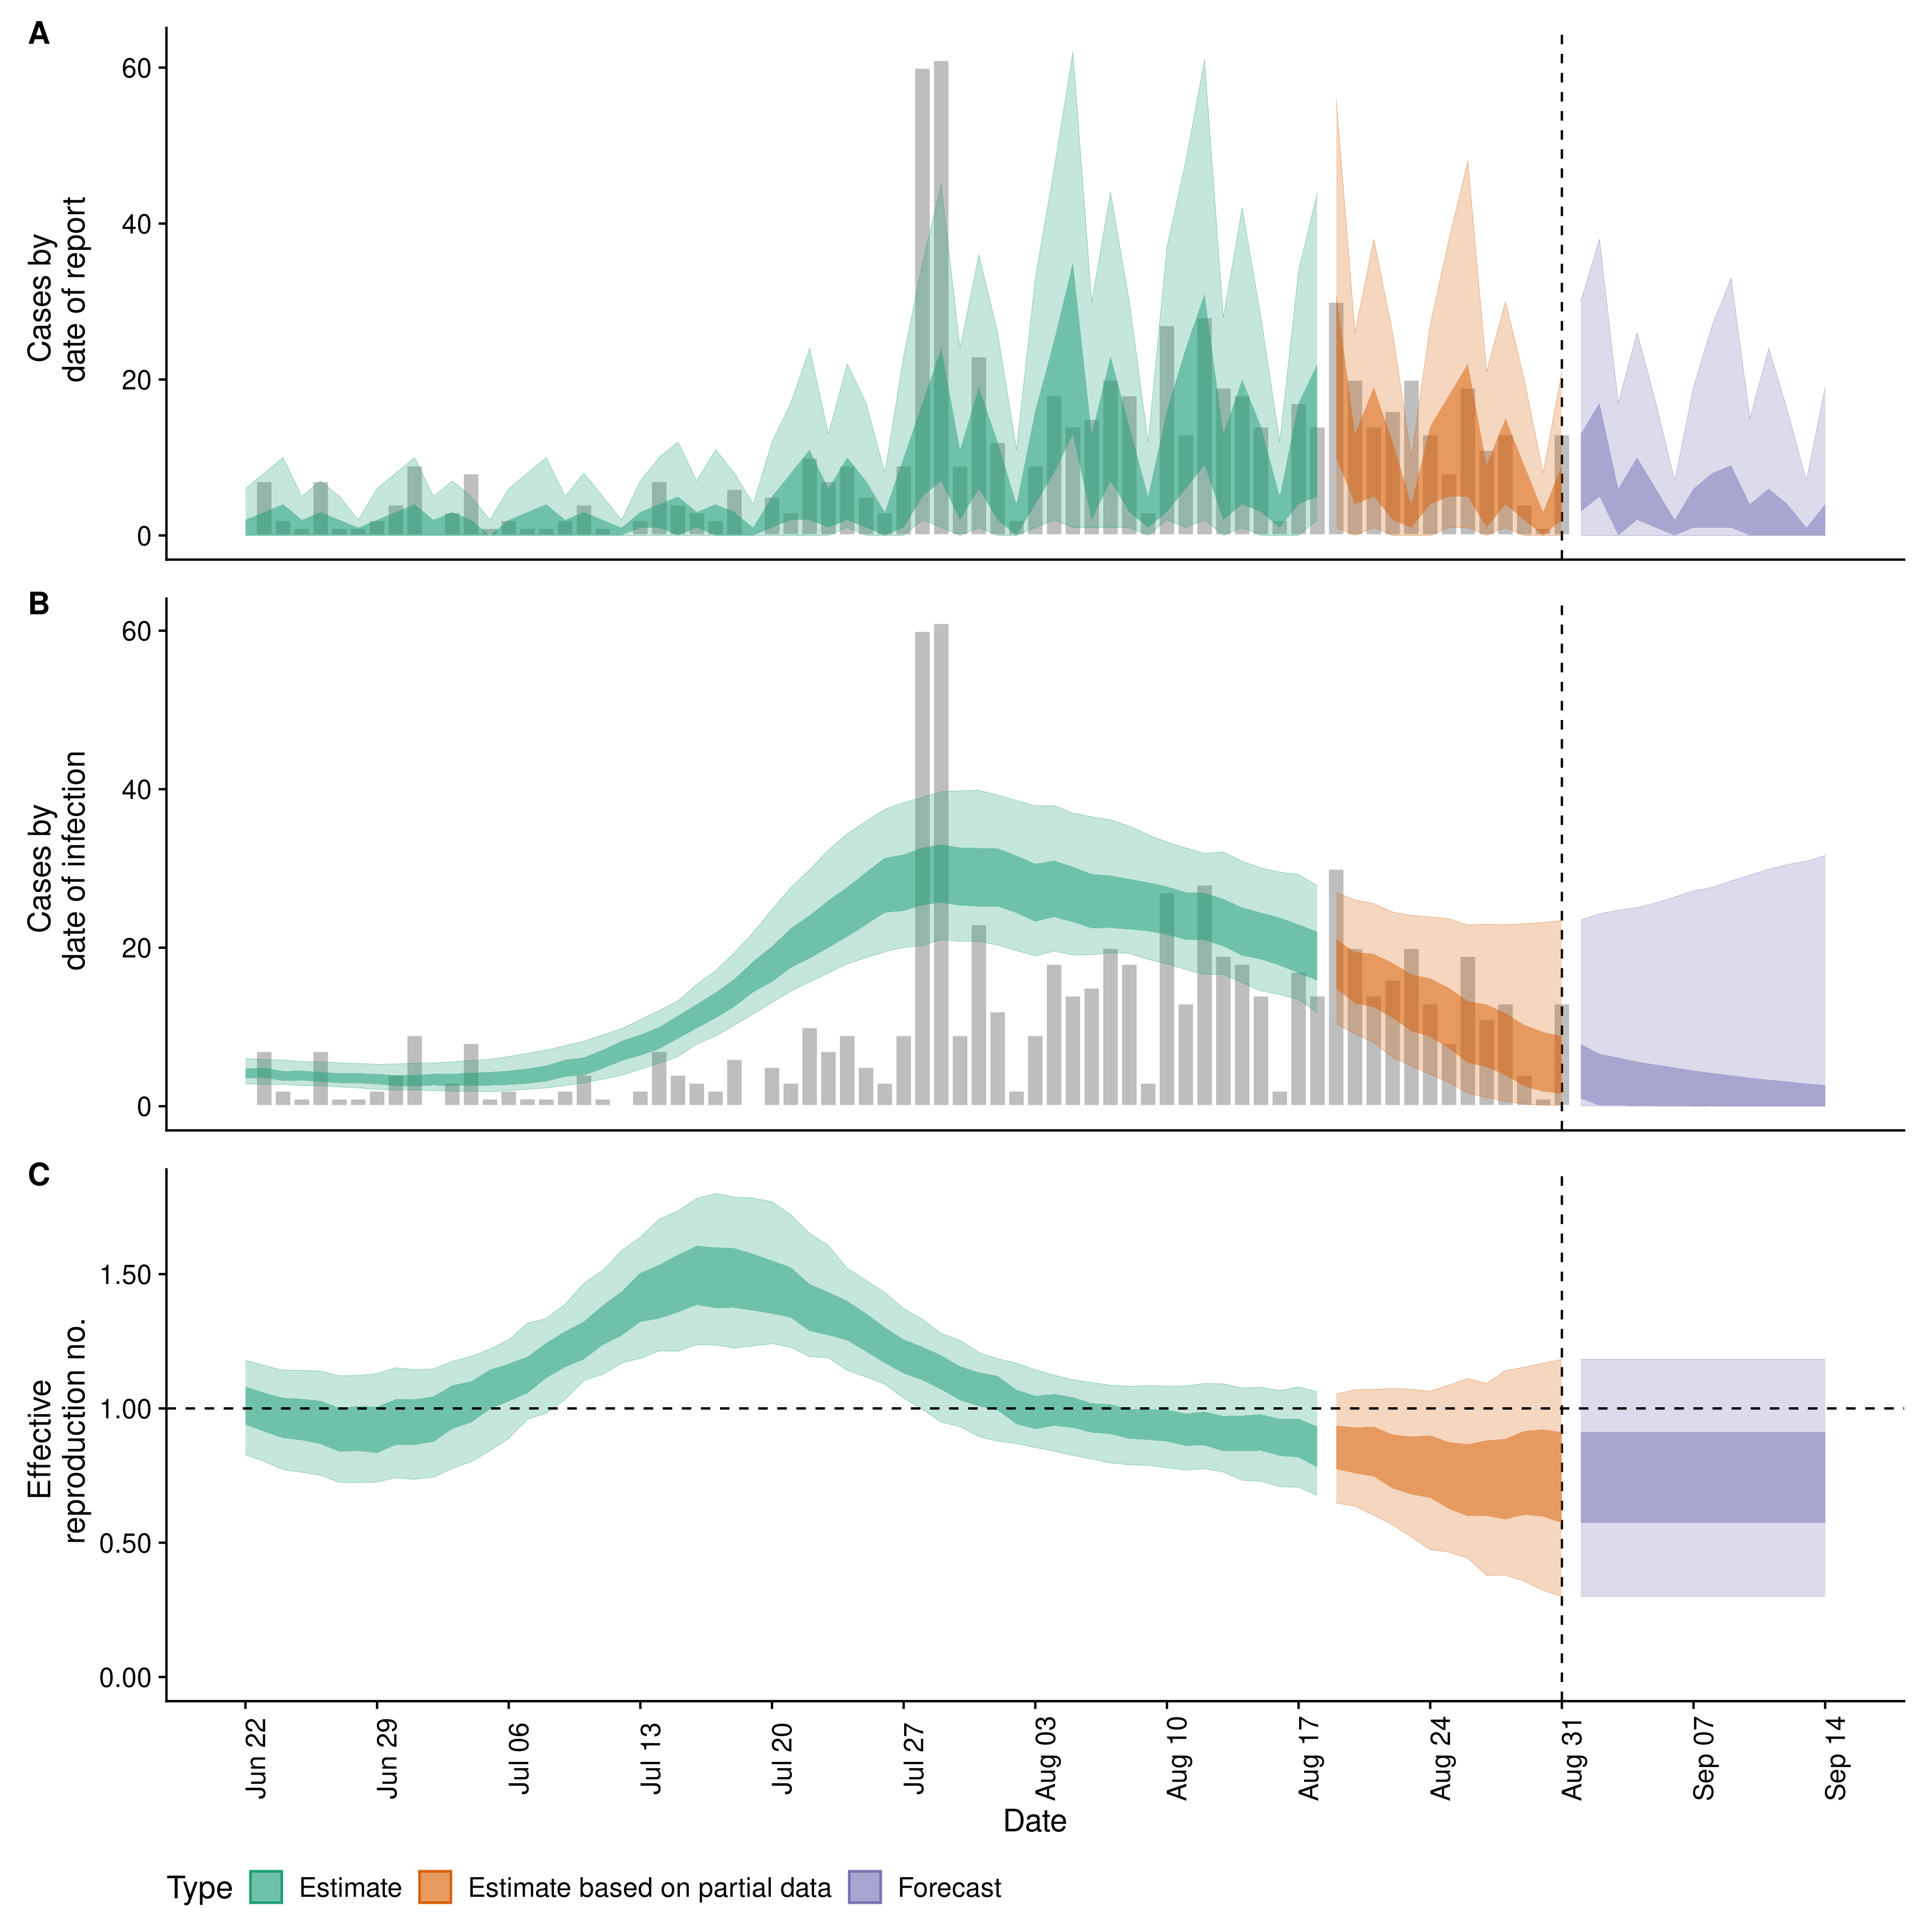 A
Cases by
date of report
60
40
20
0
B
Cases by
date of infection
60
40
20
0
C
Effective
reproduction no.
1.50
1.00
0.50
0.00
Jun 22
Jun 29
Jul 06
Jul 13
Jul 20
Jul 27
Aug 03
Aug 10
Aug 17
Aug 24
Aug 31
Sep 07
Sep 14
Date
Type Estimate Estimate based on partial data Forecast